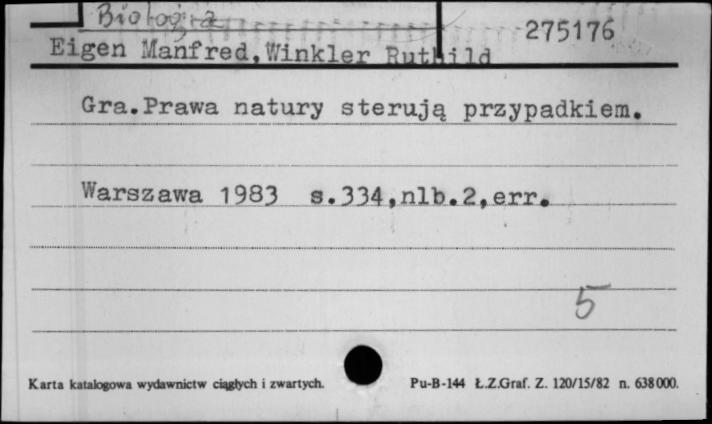 Biologia
275176
Eigen Manfred,Winkler Ruthild
Gra.Prawa natury sterują przypadkiem.
Warszawa 1983 s.334,nlb.2,err.
5
Karta katalogowa wydawnictw ciągłych i zwartych.
Pu-B-144 Ł.Z.Graf. Z. 120/15/82 n. 638000.